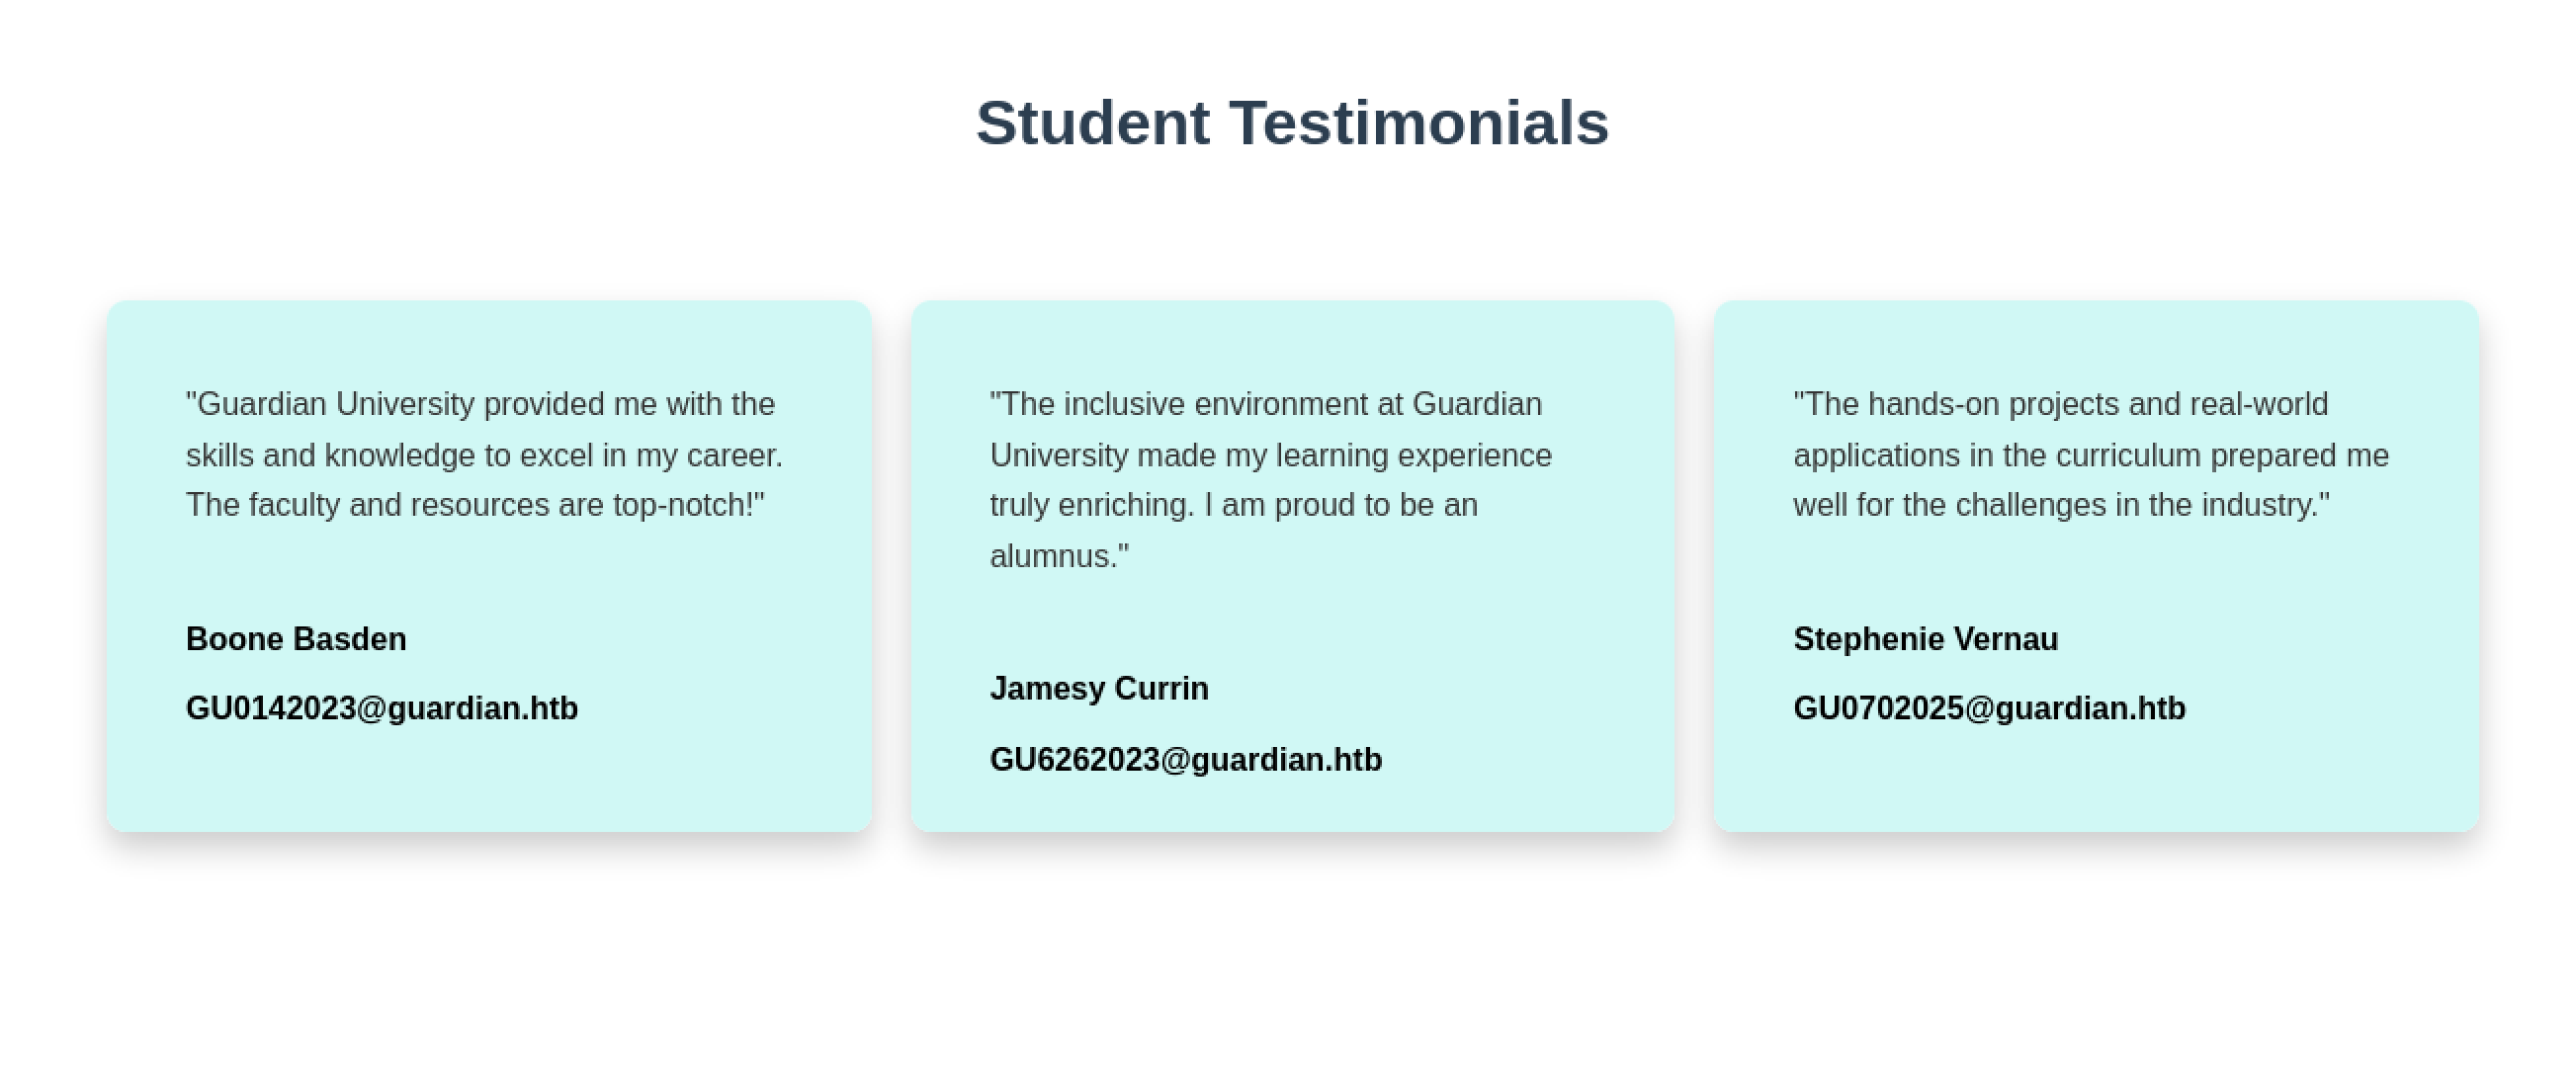 Student Testimonials
"Guardian University provided me with the
skills and knowledge to excel in my career.
The faculty and resources are top-notch!"
Boone Basden
GU0142023@guardian.htb
"The inclusive environment at Guardian
University made my learning experience
truly enriching. I am proud to be an
alumnus."
Jamesy Currin
GU6262023@guardian.htb
"The hands-on projects and real-world
applications in the curriculum prepared me
well for the challenges in the industry."
Stephenie Vernau
GU0702025@guardian.htb